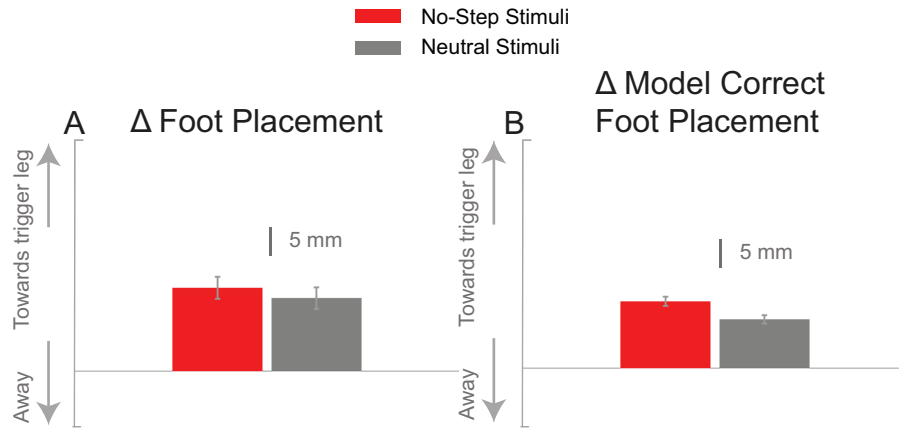 No-Step Stimuli
Neutral Stimuli
A
Δ Foot Placement
Towards trigger leg
Away
5 mm
B
Δ Model Correct
Foot Placement
Towards trigger leg
Away
5 mm